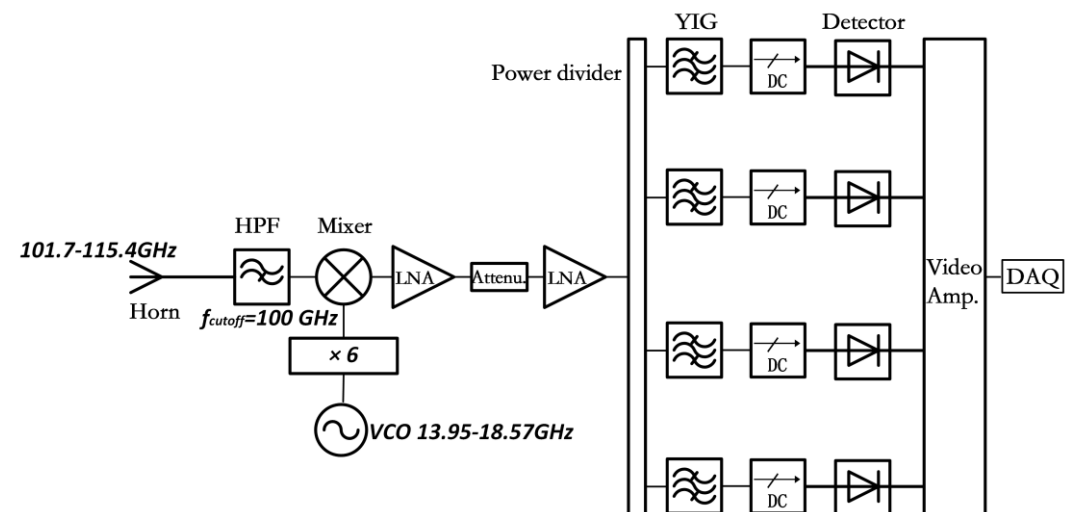 YIG
Detector
Power divider
DC
DC
HPF
Mixer
101.7-115.4GHz
LNA
Attenu.
LNA
Video
Amp.
DAQ
Horn
fcutoff=100 GHz
× 6
DC
VCO 13.95-18.57GHz
DC